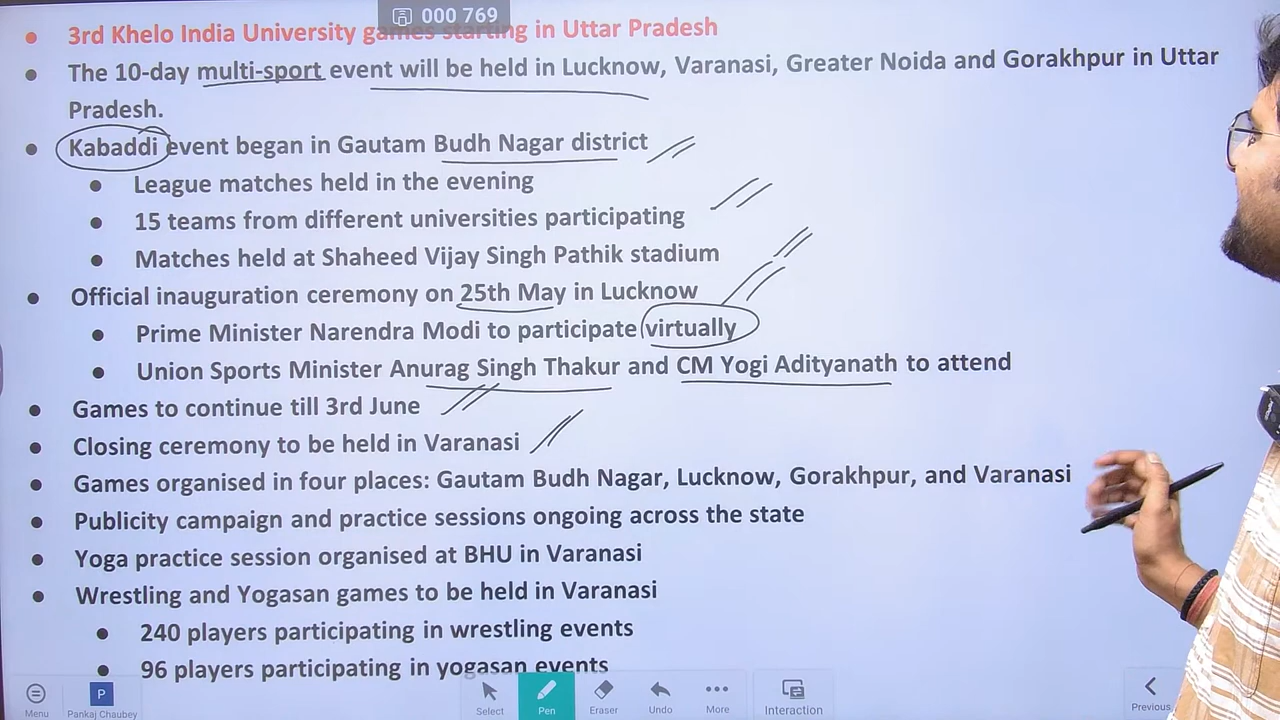 000 769
3rd Khelo India University games starting in Uttar Pradesh
The 10-day multi-sport event will be held in Lucknow, Varanasi, Greater Noida and Gorakhpur in Uttar
Pradesh.
Kabaddi event began in Gautam Budh Nagar district
League matches held in the evening
15 teams from different universities participating
Matches held at Shaheed Vijay Singh Pathik stadium
Official inauguration ceremony on 25th May in Lucknow
Prime Minister Narendra Modi to participate virtually
Union Sports Minister Anurag Singh Thakur and CM Yogi Adityanath to attend
Games to continue till 3rd June
Closing ceremony to be held in Varanasi
Games organised in four places: Gautam Budh Nagar, Lucknow, Gorakhpur, and Varanasi
Publicity campaign and practice sessions ongoing across the state
Yoga practice session organised at BHU in Varanasi
Wrestling and Yogasan games to be held in Varanasi
240 players participating in wrestling events
96 players participating in yogasan events
P
Menu Pankaj Chaubey Select Pen Eraser Undo More Interaction Previous